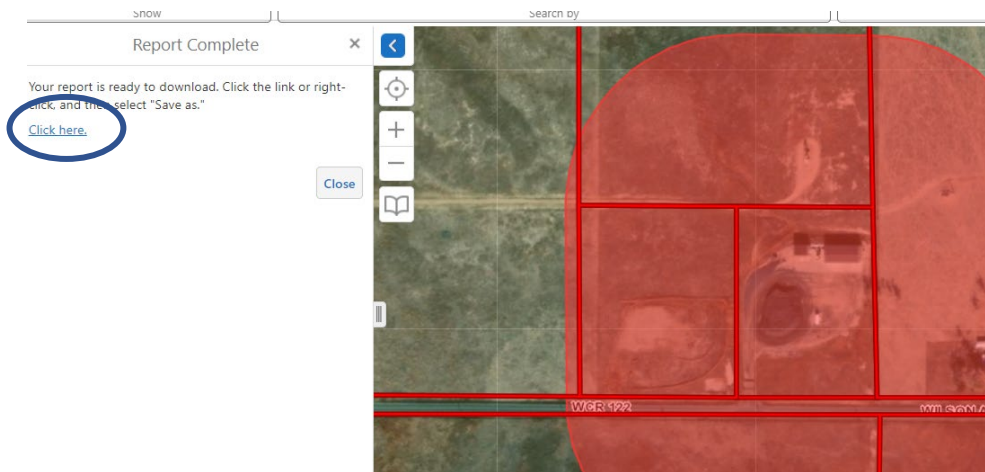 Show
Search by
Report Complete
Your report is ready to download. Click the link or right-
click, and then select "Save as."
Click here.
Close
WCR 122
WILSON